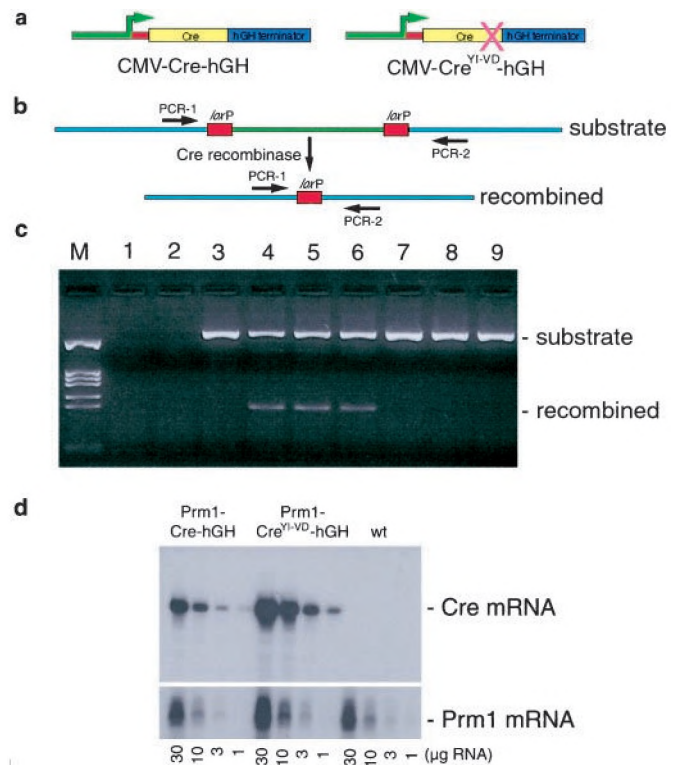 a
Cre hGH terminator Cre hGH terminator
CMV-Cre-hGH CMV-CreYI-VD-hGH
b
PCR-1 loxP loxP
substrate
PCR-2
Cre recombinase
PCR-1 loxP
recombined
PCR-2
c
M 1 2 3 4 5 6 7 8 9
- substrate
- recombined
d
Prm1- Prm1-
Cre-hGH CreYI-VD-hGH wt
- Cre mRNA
- Prm1 mRNA
30 10 3 1 30 10 3 1 30 10 3 1 (µg RNA)